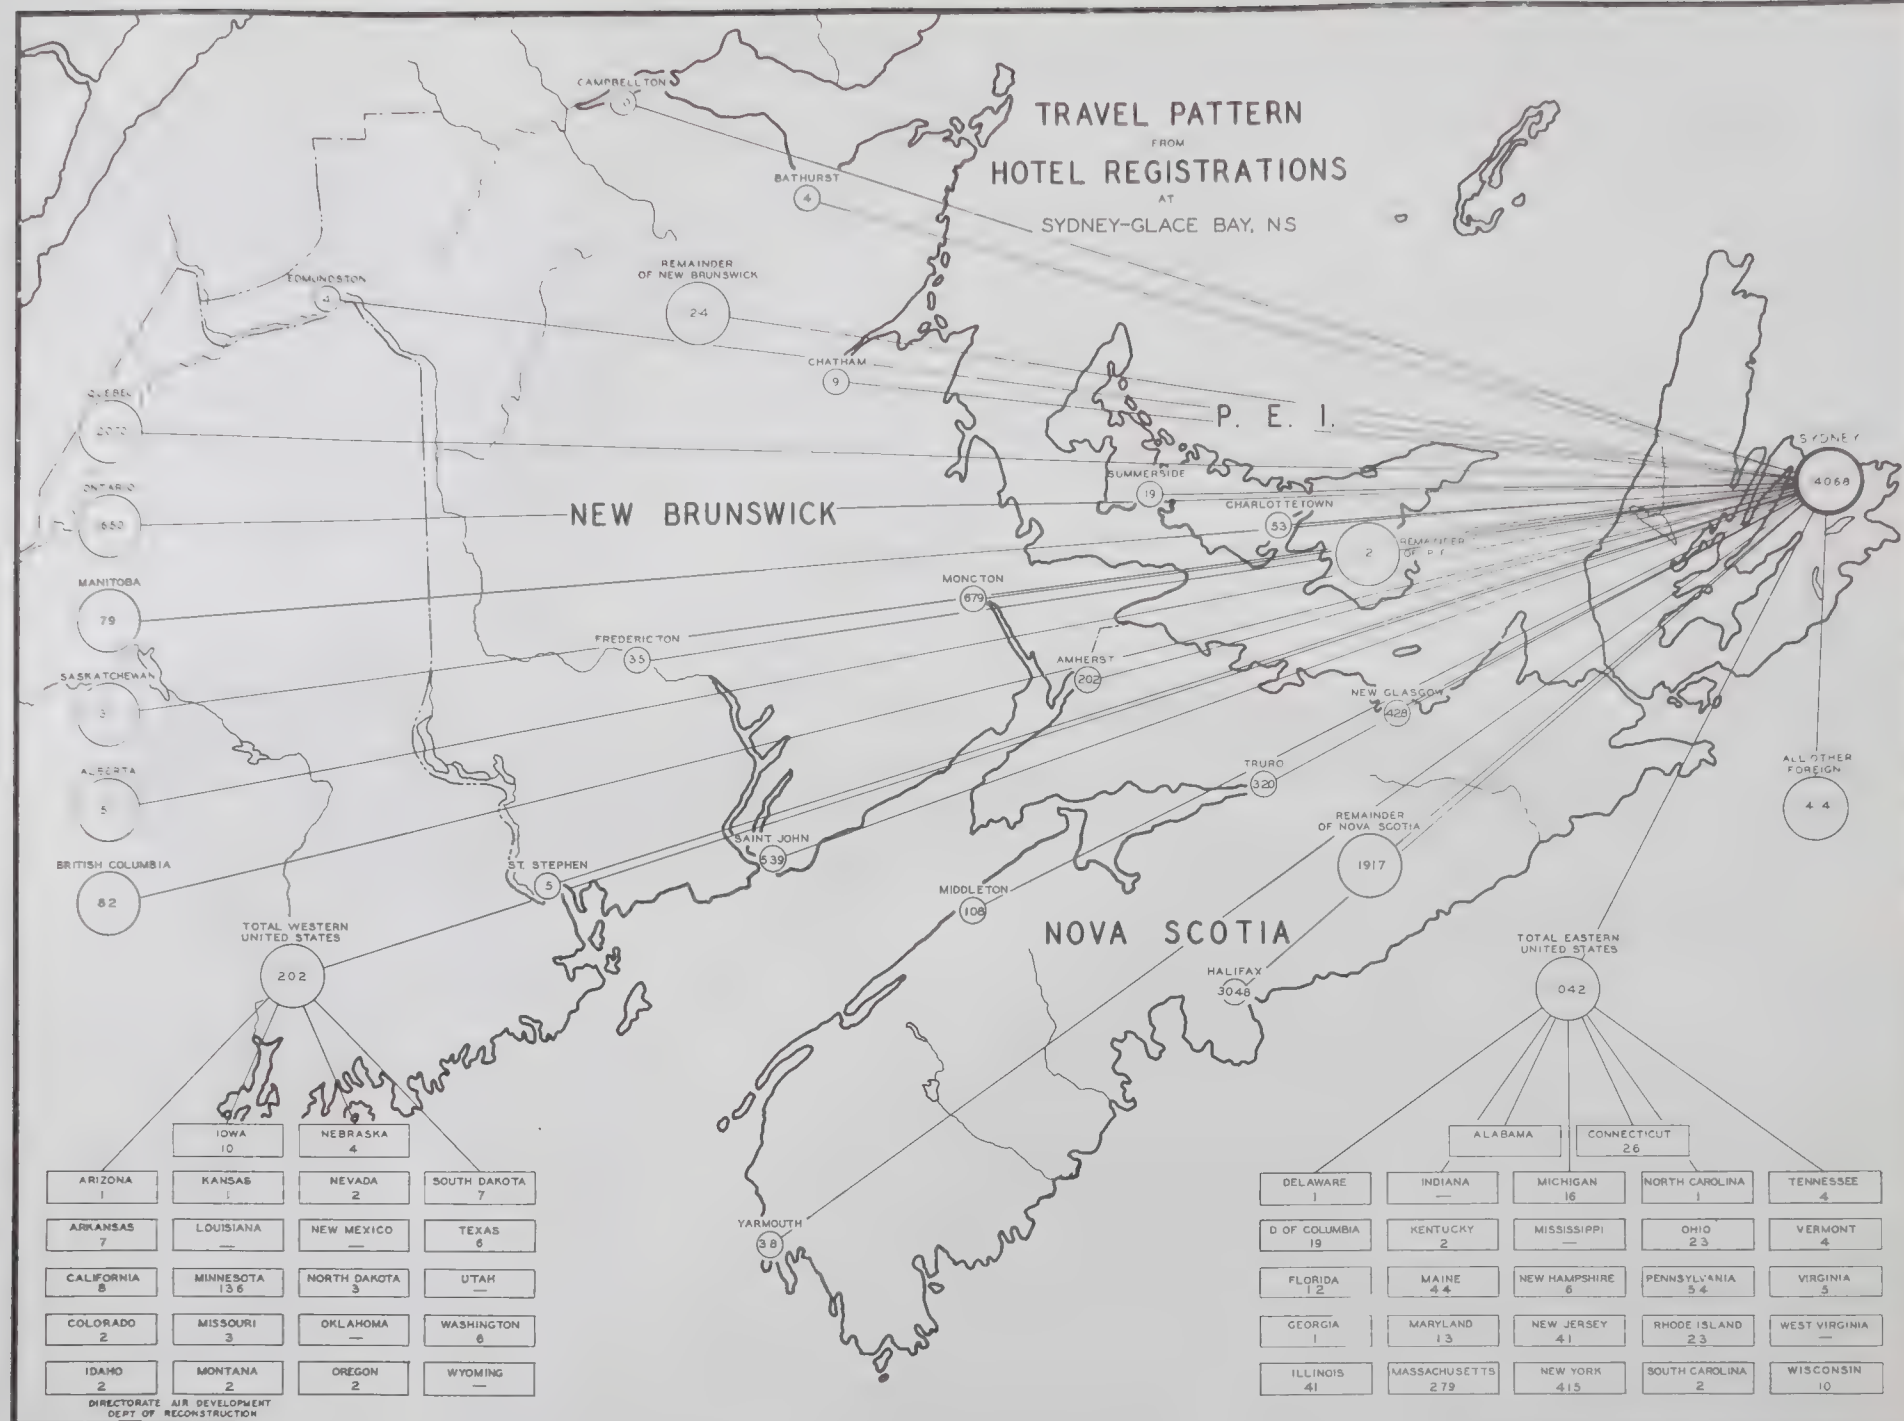 TRAVEL PATTERN
FROM
HOTEL REGISTRATIONS
AT
SYDNEY-GLACE BAY, NS
CAMPBELLTON
BATHURST
4
EDMUNDSTON
4
REMAINDER
OF NEW BRUNSWICK
24
CHATHAM
9
QUEBEC
2072
P. E. I.
SYDNEY
4068
SUMMERSIDE
19
ONTARIO
650
NEW BRUNSWICK
CHARLOTTETOWN
53
REMAINDER
OF P.E.
2
MANITOBA
79
MONCTON
679
FREDERICTON
35
AMHERST
202
SASKATCHEWAN
3
NEW GLASGOW
428
ALBERTA
5
TRURO
320
ALL OTHER
FOREIGN
44
REMAINDER
OF NOVA SCOTIA
1917
SAINT JOHN
539
BRITISH COLUMBIA
82
ST. STEPHEN
5
MIDDLETON
108
NOVA SCOTIA
TOTAL WESTERN
UNITED STATES
202
TOTAL EASTERN
UNITED STATES
042
HALIFAX
3048
YARMOUTH
38
IOWA
10
NEBRASKA
4
ARIZONA
1
KANSAS
1
NEVADA
2
SOUTH DAKOTA
7
ARKANSAS
7
LOUISIANA
—
NEW MEXICO
—
TEXAS
6
CALIFORNIA
8
MINNESOTA
136
NORTH DAKOTA
3
UTAH
—
COLORADO
2
MISSOURI
3
OKLAHOMA
—
WASHINGTON
6
IDAHO
2
MONTANA
2
OREGON
2
WYOMING
—
DIRECTORATE AIR DEVELOPMENT
DEPT OF RECONSTRUCTION
ALABAMA
CONNECTICUT
26
DELAWARE
1
INDIANA
—
MICHIGAN
16
NORTH CAROLINA
1
TENNESSEE
4
D OF COLUMBIA
19
KENTUCKY
2
MISSISSIPPI
—
OHIO
23
VERMONT
4
FLORIDA
12
MAINE
44
NEW HAMPSHIRE
6
PENNSYLVANIA
54
VIRGINIA
5
GEORGIA
1
MARYLAND
13
NEW JERSEY
41
RHODE ISLAND
23
WEST VIRGINIA
—
ILLINOIS
41
MASSACHUSETTS
279
NEW YORK
415
SOUTH CAROLINA
2
WISCONSIN
10